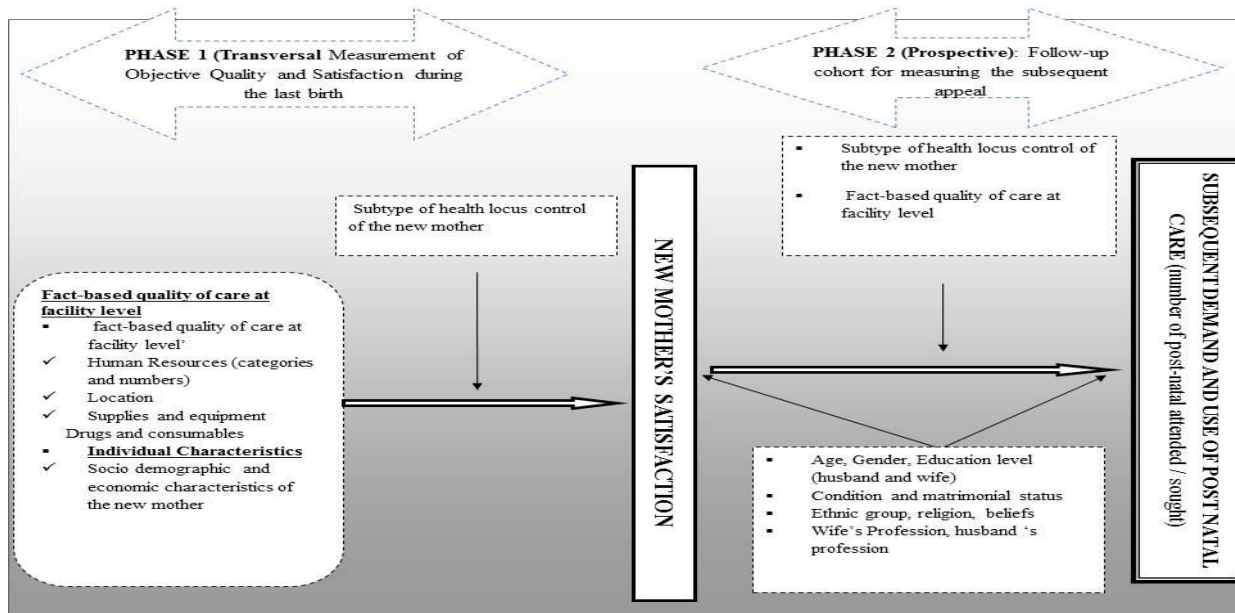 PHASE 1 (Transversal Measurement of
Objective Quality and Satisfaction during
the last birth
PHASE 2 (Prospective): Follow-up
cohort for measuring the subsequent
appeal
Subtype of health locus control
of the new mother
▪ Subtype of health locus control of
the new mother
▪ Fact-based quality of care at
facility level
Fact-based quality of care at
facility level
▪ fact-based quality of care at
facility level’
✓ Human Resources (categories
and numbers)
✓ Location
✓ Supplies and equipment
Drugs and consumables
▪ Individual Characteristics
✓ Socio demographic and
economic characteristics of
the new mother
NEW MOTHER’S SATISFACTION
▪ Age, Gender, Education level
(husband and wife)
▪ Condition and matrimonial status
▪ Ethnic group, religion, beliefs
▪ Wife’s Profession, husband ‘s
profession
SUBSEQUENT DEMAND AND USE OF POST NATAL
CARE (number of post-natal attended / sought)